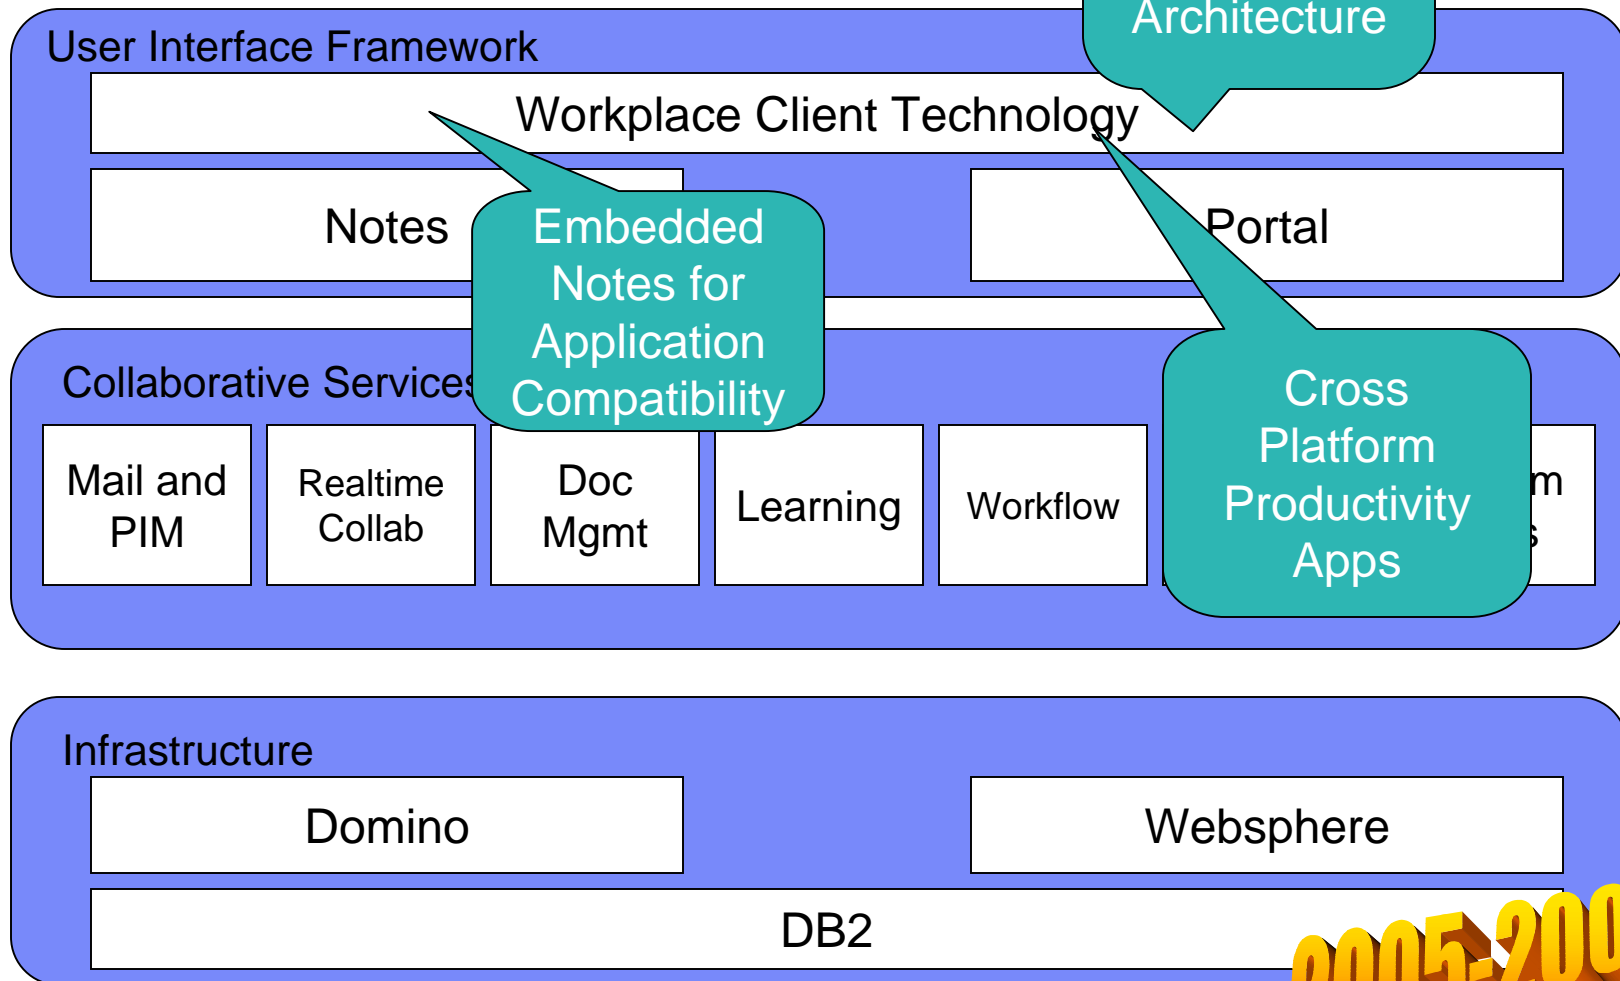 Architecture
User Interface Framework
Workplace Client Technology
Notes
Portal
Embedded
Notes for
Application
Compatibility
Collaborative Services
Cross
Platform
Productivity
Apps
Mail and
PIM
Realtime
Collab
Doc
Mgmt
Learning
Workflow
Infrastructure
Domino
Websphere
DB2